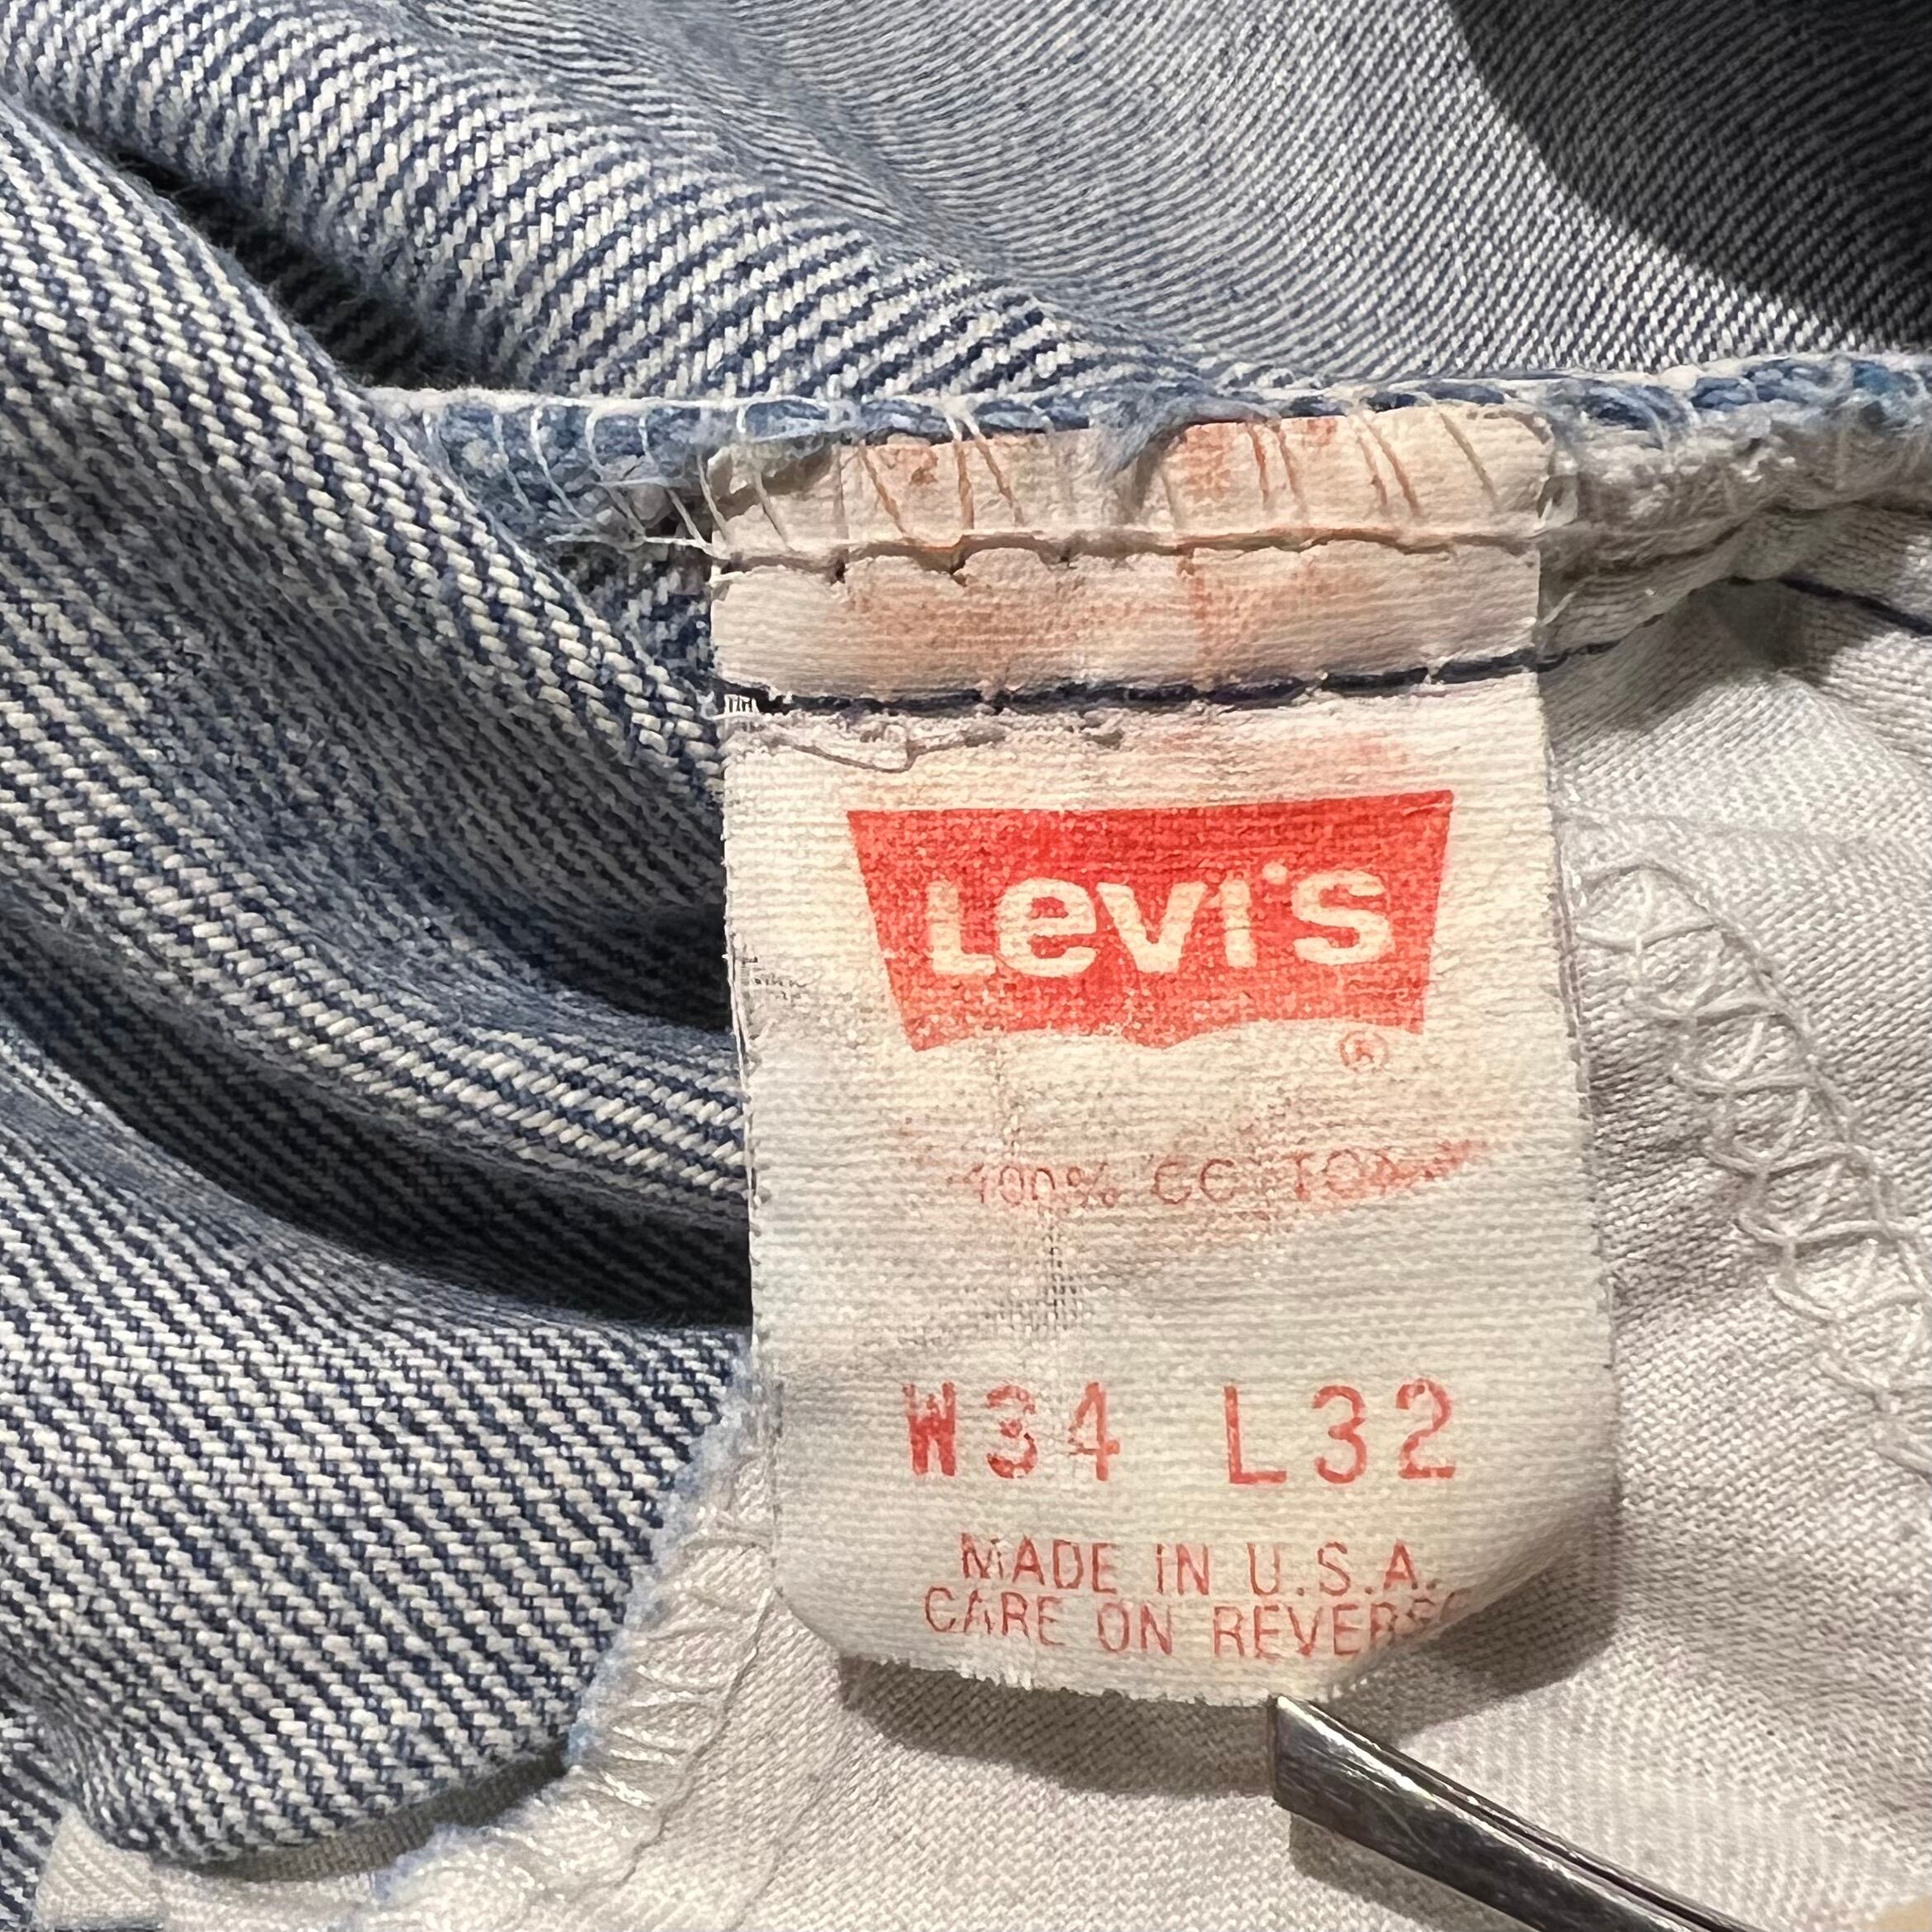 Levi's
®
100% COTTON
W34 L32
MADE IN U.S.A.
CARE ON REVERSE